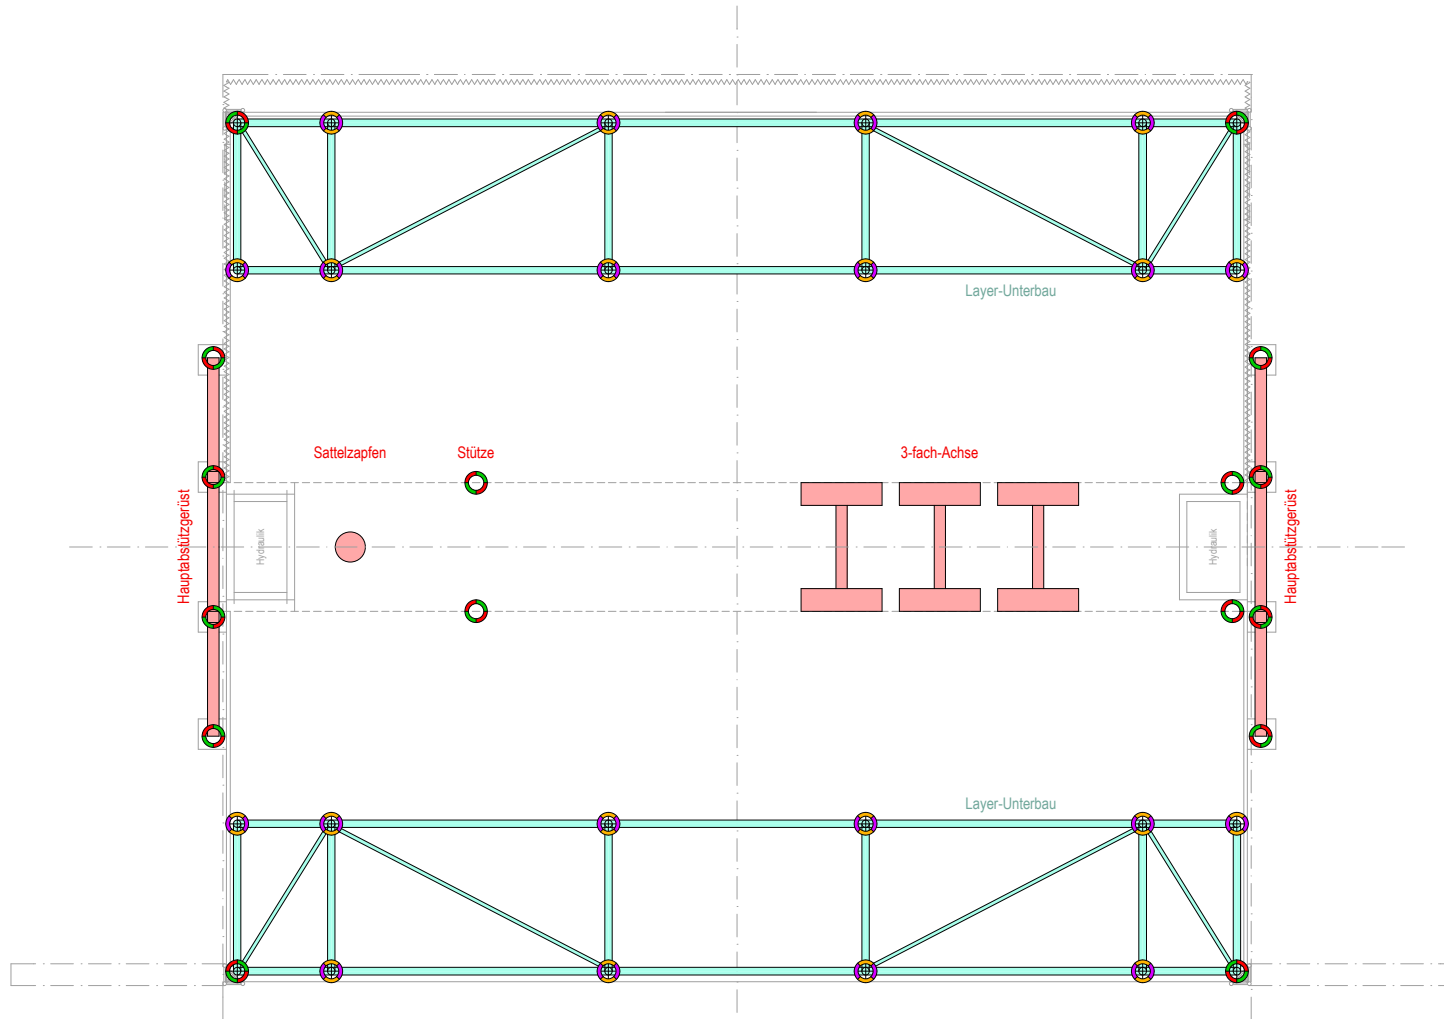 Layer-Unterbau
Sattelzapfen
Stütze
3-fach-Achse
Hauptabstützgerüst
Hydraulik
Hydraulik
Hauptabstützgerüst
Layer-Unterbau